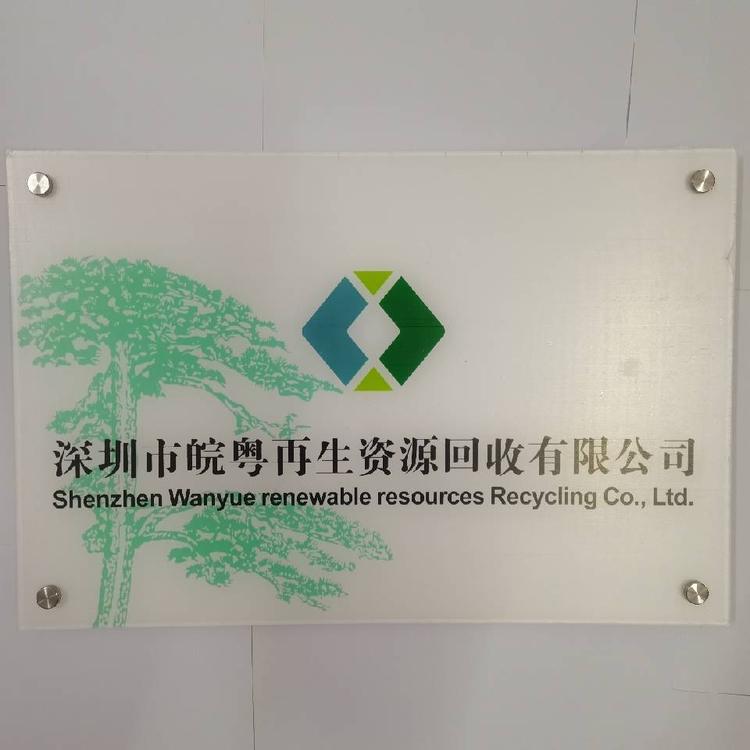 深圳市皖粤再生资源回收有限公司
Shenzhen Wanyue renewable resources Recycling Co., Ltd.